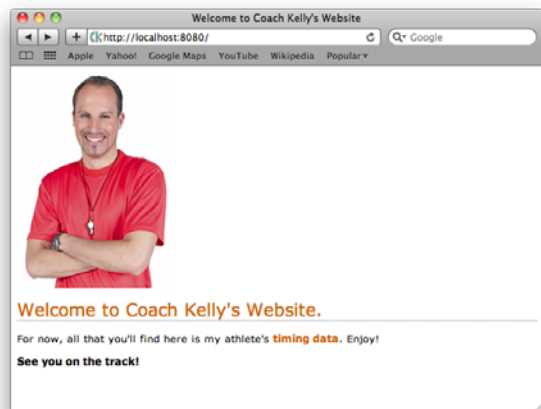 Welcome to Coach Kelly's Website
CK http://localhost:8080/
Google
Apple Yahoo! Google Maps YouTube Wikipedia Popular
Welcome to Coach Kelly's Website.
For now, all that you'll find here is my athlete's timing data. Enjoy!
See you on the track!